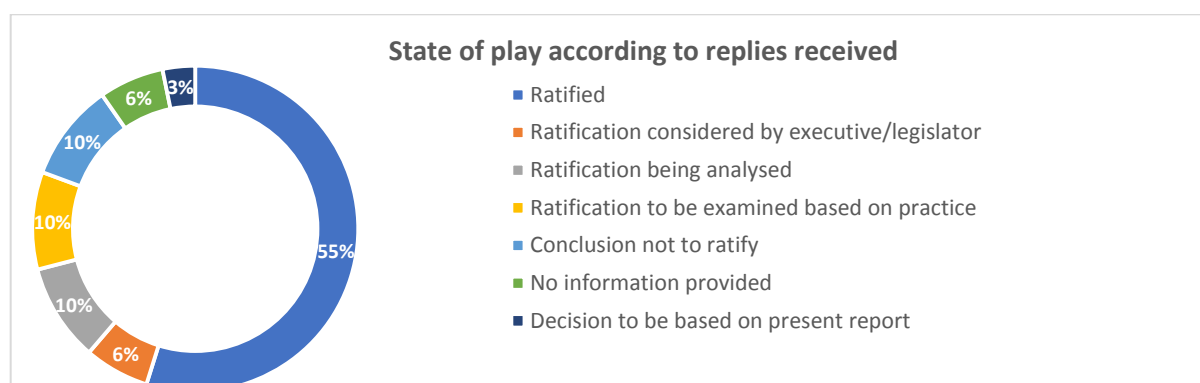 State of play according to replies received
Ratified
Ratification considered by executive/legislator
Ratification being analysed
Ratification to be examined based on practice
Conclusion not to ratify
No information provided
Decision to be based on present report
55%
6%
10%
10%
10%
6%
3%